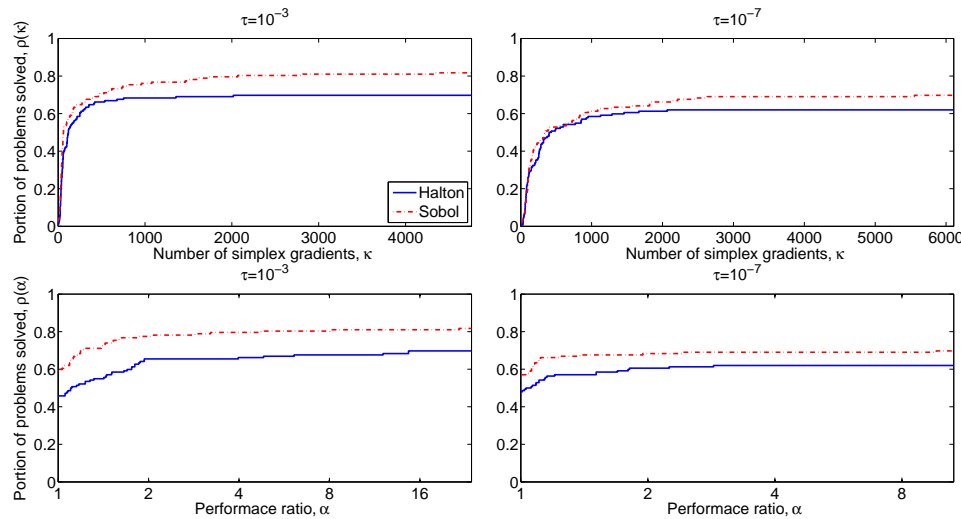 τ=10⁻³
Portion of problems solved, ρ(κ)
1
0.8
0.6
0.4
0.2
0
0 1000 2000 3000 4000
Number of simplex gradients, κ
Halton
Sobol
τ=10⁻⁷
1
0.8
0.6
0.4
0.2
0
0 1000 2000 3000 4000 5000 6000
Number of simplex gradients, κ
τ=10⁻³
Portion of problems solved, ρ(α)
1
0.8
0.6
0.4
0.2
0
1 2 4 8 16
Performace ratio, α
τ=10⁻⁷
1
0.8
0.6
0.4
0.2
0
1 2 4 8
Performace ratio, α